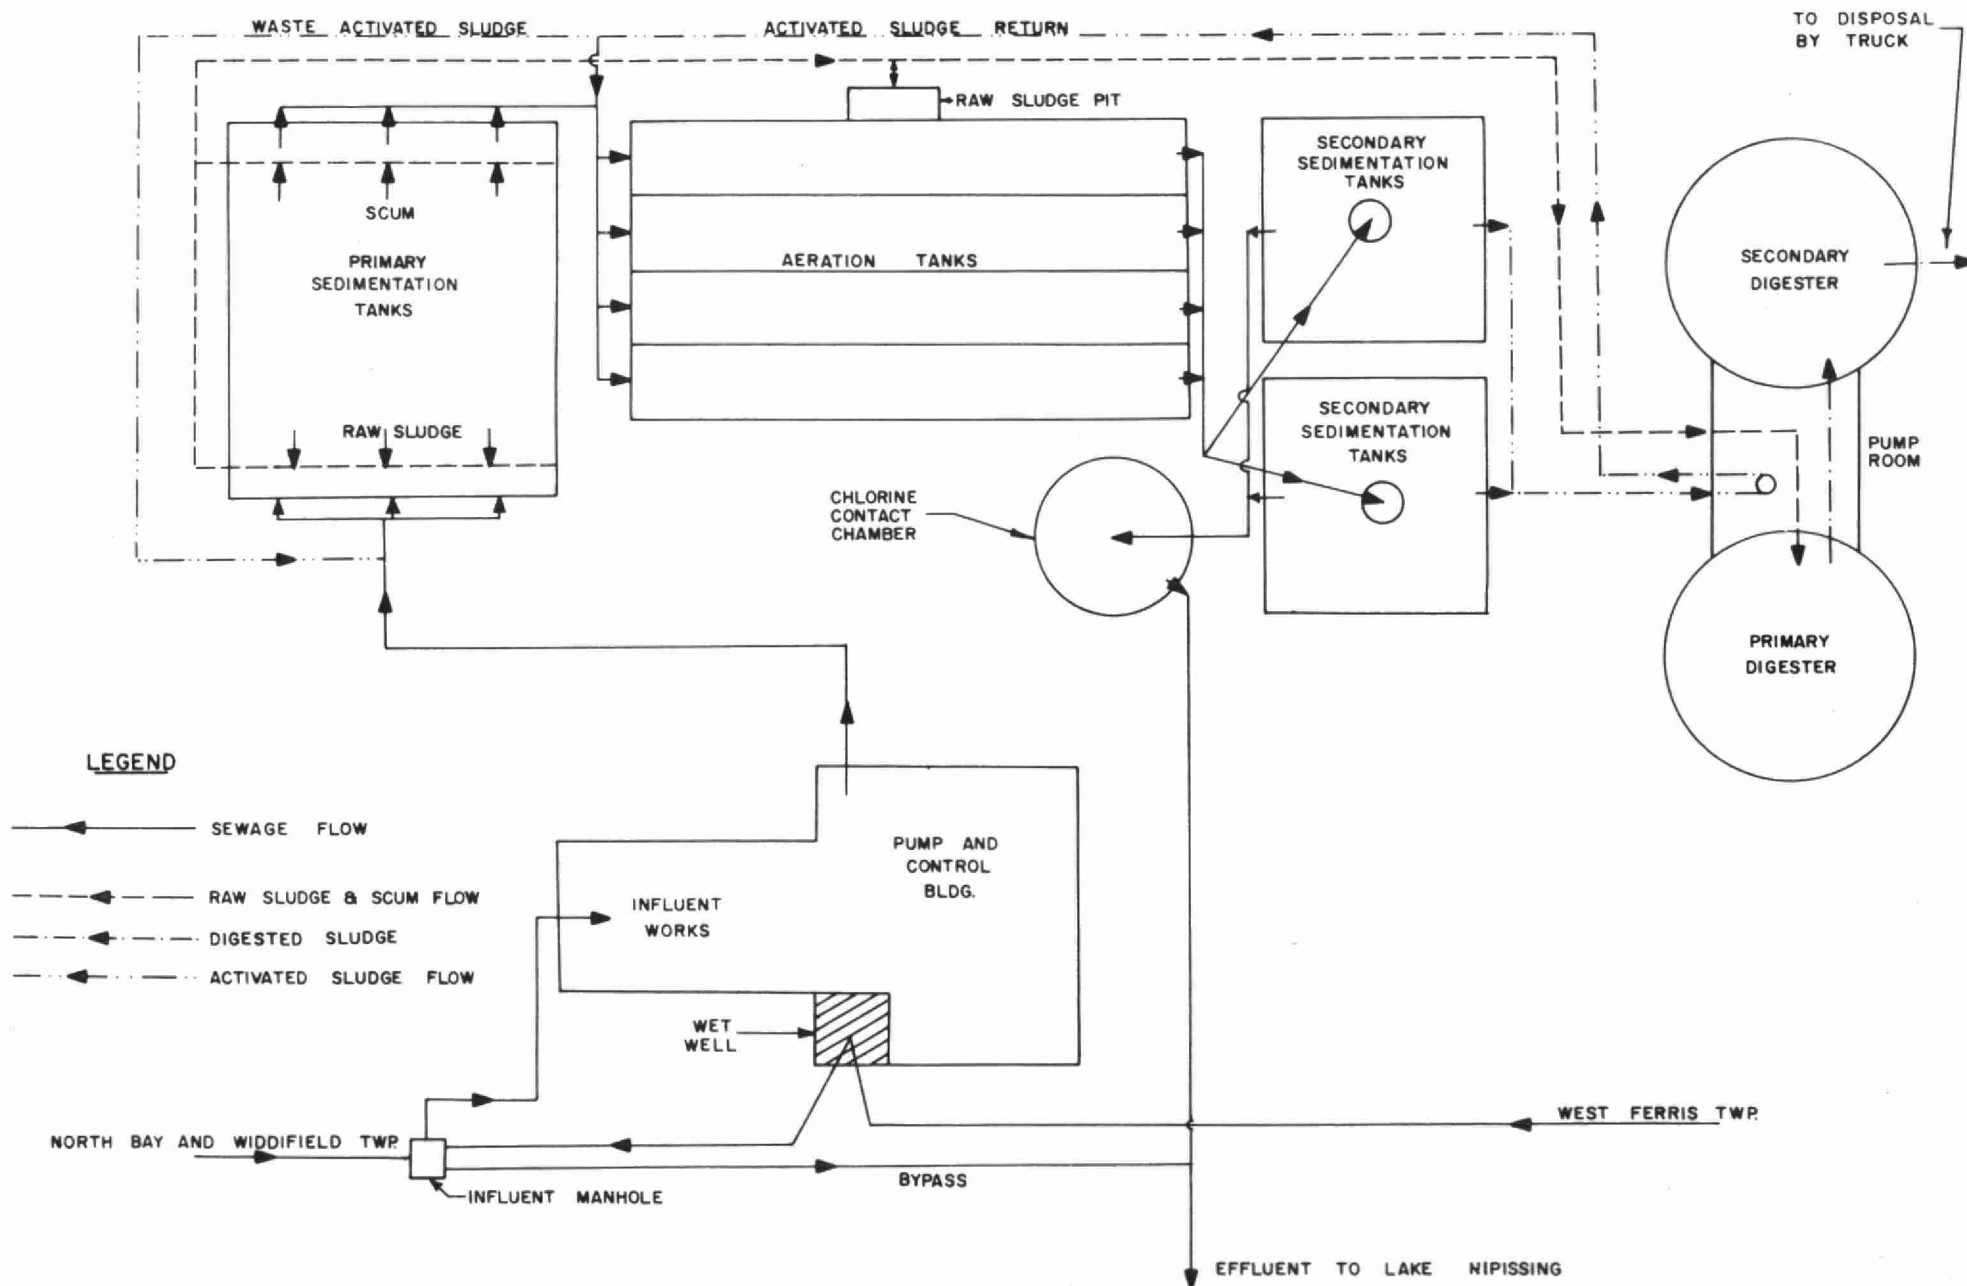 WASTE ACTIVATED SLUDGE
ACTIVATED SLUDGE RETURN
TO DISPOSAL
BY TRUCK
RAW SLUDGE PIT
SCUM
PRIMARY
SEDIMENTATION
TANKS
RAW SLUDGE
AERATION TANKS
SECONDARY
SEDIMENTATION
TANKS
SECONDARY
SEDIMENTATION
TANKS
SECONDARY
DIGESTER
PUMP
ROOM
PRIMARY
DIGESTER
CHLORINE
CONTACT
CHAMBER
LEGEND
SEWAGE FLOW
RAW SLUDGE & SCUM FLOW
DIGESTED SLUDGE
ACTIVATED SLUDGE FLOW
PUMP AND
CONTROL
BLDG.
INFLUENT
WORKS
WET
WELL
NORTH BAY AND WIDDIFIELD TWP.
INFLUENT MANHOLE
BYPASS
WEST FERRIS TWP.
EFFLUENT TO LAKE NIPISSING